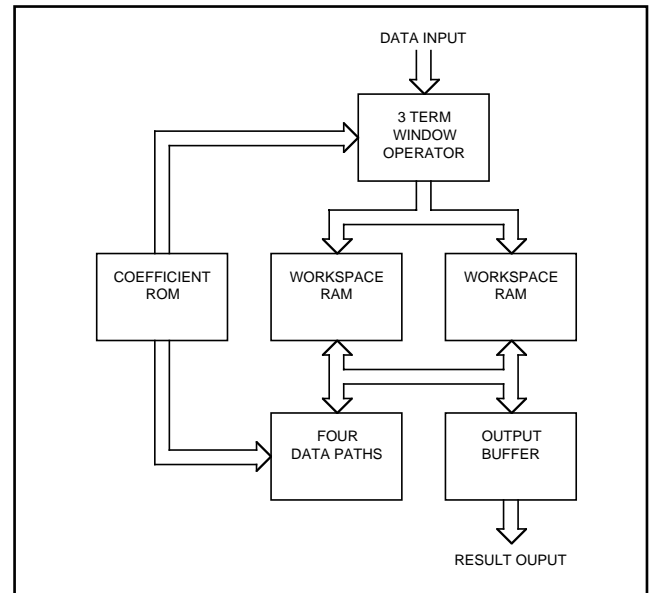 DATA INPUT
3 TERM
WINDOW
OPERATOR
COEFFICIENT
ROM
WORKSPACE
RAM
WORKSPACE
RAM
FOUR
DATA PATHS
OUTPUT
BUFFER
RESULT OUPUT